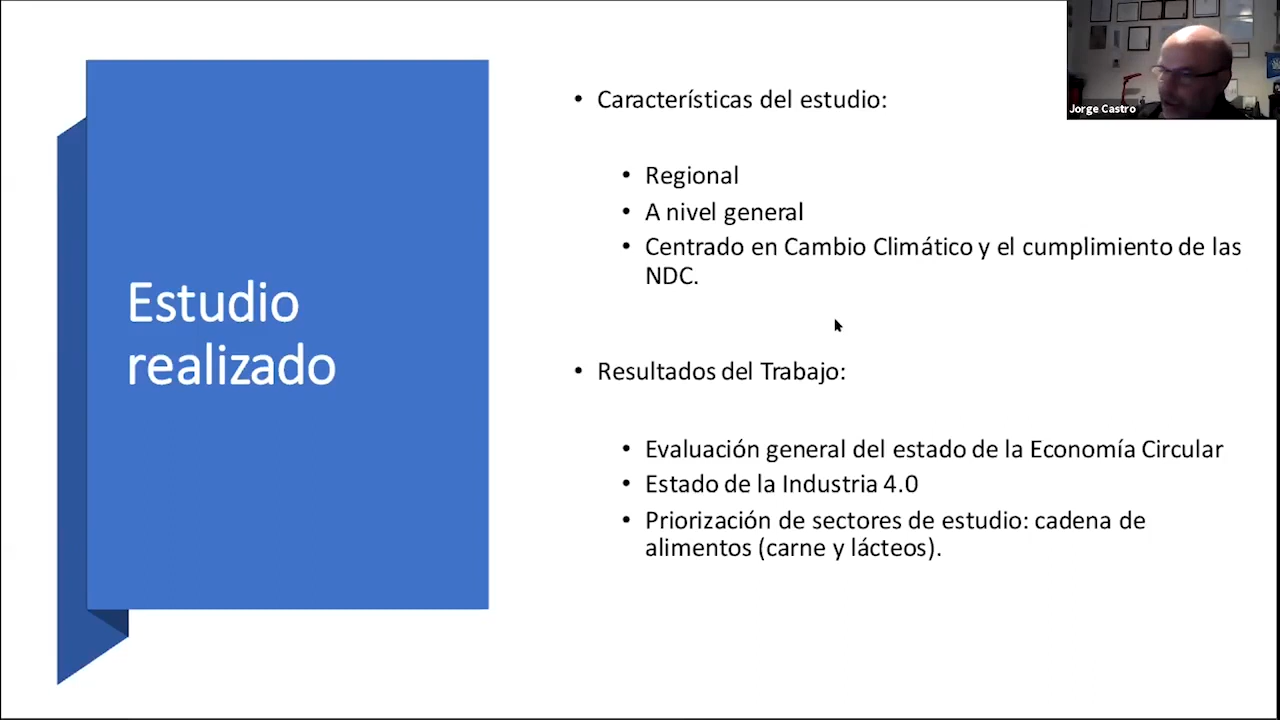 Estudio
realizado
• Características del estudio:
• Regional
• A nivel general
• Centrado en Cambio Climático y el cumplimiento de las
NDC.
• Resultados del Trabajo:
• Evaluación general del estado de la Economía Circular
• Estado de la Industria 4.0
• Priorización de sectores de estudio: cadena de
alimentos (carne y lácteos).
Jorge Castro